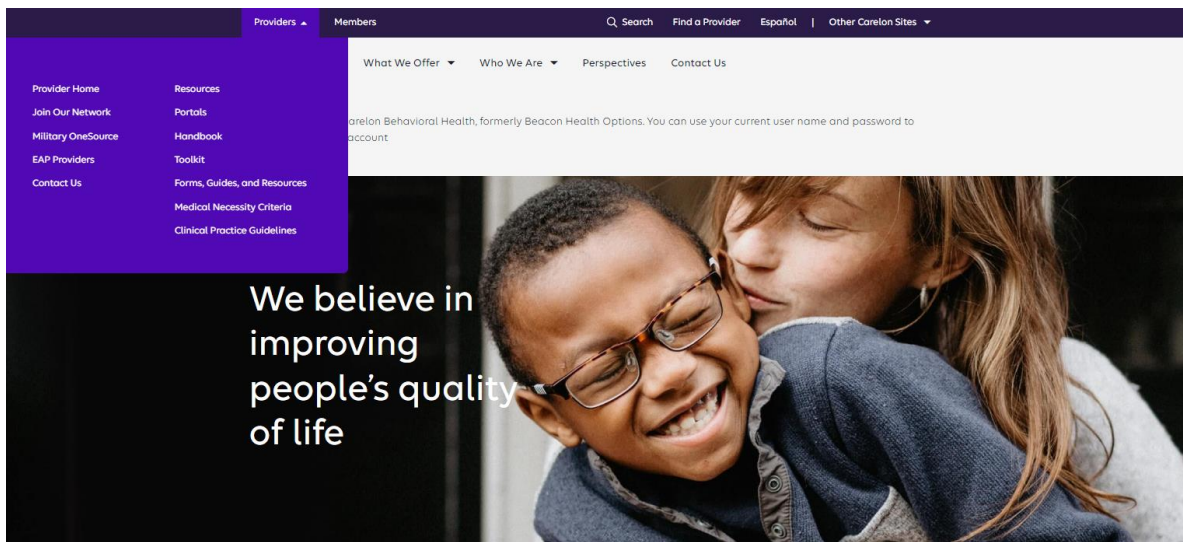 Providers Members Search Find a Provider Español | Other Carelon Sites
What We Offer Who We Are Perspectives Contact Us
Provider Home
Join Our Network
Military OneSource
EAP Providers
Contact Us
Resources
Portals
Handbook
Toolkit
Forms, Guides, and Resources
Medical Necessity Criteria
Clinical Practice Guidelines
Behavioral Health, formerly Beacon Health Options. You can use your current user name and password to
account
We believe in
improving
people's quality
of life